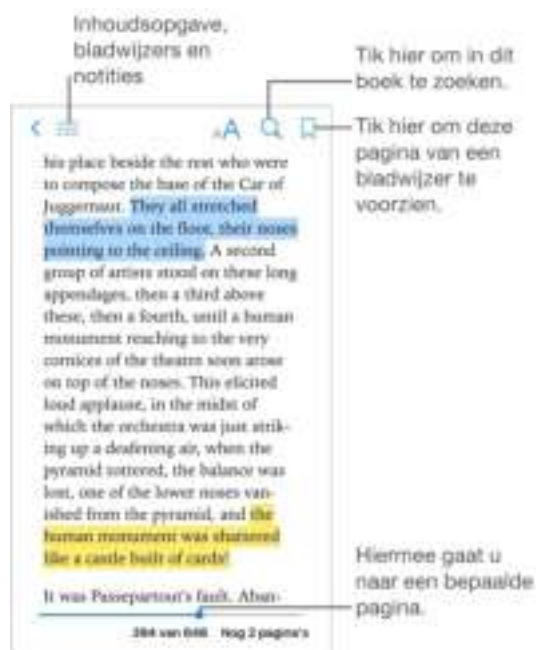 Inhoudsopgave,
bladwijzers en
notities
Tik hier om in dit
boek te zoeken.
Tik hier om deze
pagina van een
bladwijzer te
voorzien.
AA
his place beside the rest who were
to compose the base of the Car of
Juggernaut. They all stretched
themselves on the floor, their noses
pointing to the ceiling. A second
group of artists stood on these long
appendages, then a third above
these, then a fourth, until a human
monument reaching to the very
cornices of the theatre soon arose
on top of the noses. This elicited
loud applause, in the midst of
which the orchestra was just strik-
ing up a deafening air, when the
pyramid tottered, the balance was
lost, one of the lower noses van-
ished from the pyramid, and the
human monument was shattered
like a castle built of cards!
It was Passepartout's fault. Aban-
Hiermee gaat u
naar een bepaalde
pagina.
394 van 646 Nog 2 pagina's